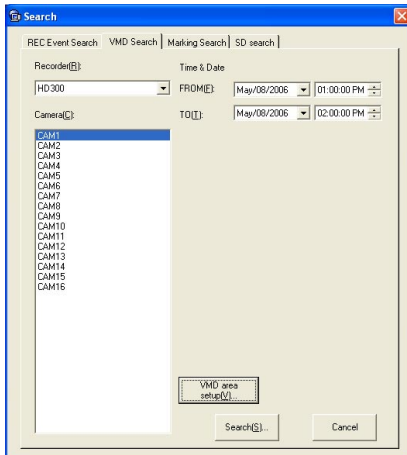 Search
REC Event Search VMD Search Marking Search SD search
Recorder(R):
Time & Date
HD300
FROM(F):
May/08/2006
01:00:00 PM
Camera(C):
TO(T):
May/08/2006
02:00:00 PM
CAM1
CAM2
CAM3
CAM4
CAM5
CAM6
CAM7
CAM8
CAM9
CAM10
CAM11
CAM12
CAM13
CAM14
CAM15
CAM16
VMD area
setup(V)...
Search(S)...
Cancel